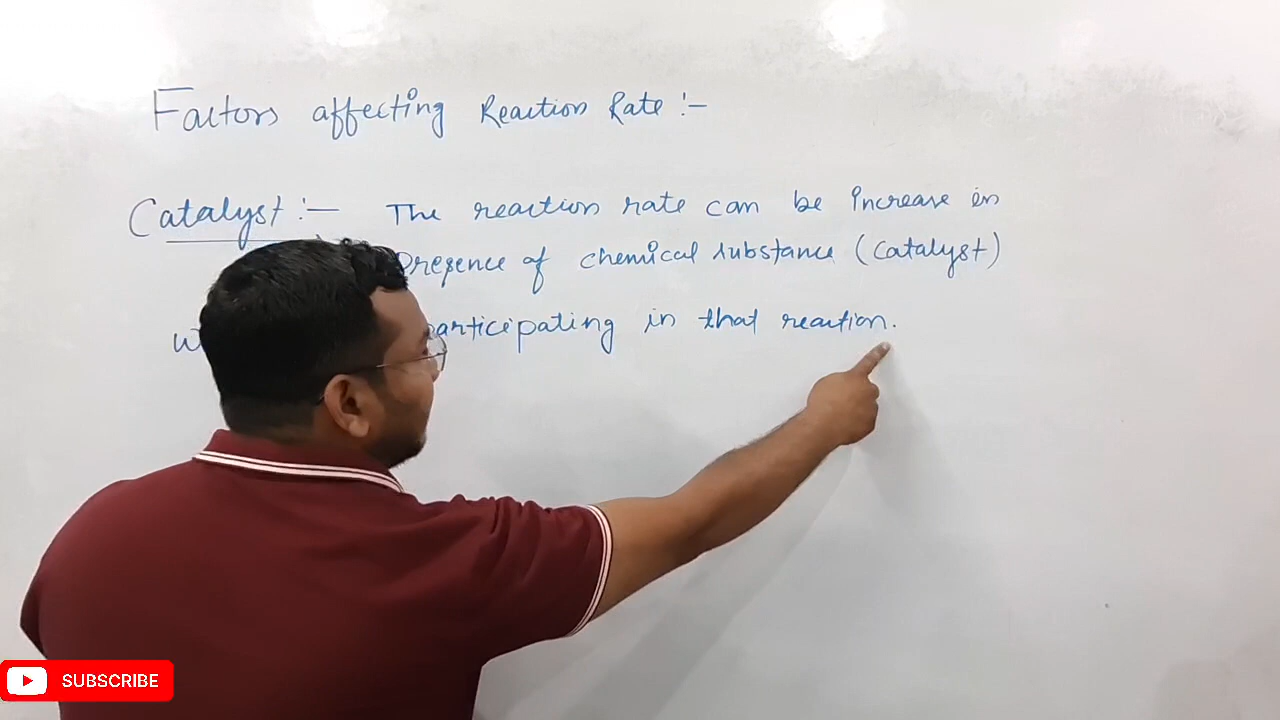 Factors affecting Reaction Rate :-
Catalyst :- The reaction rate can be increase in
presence of chemical substance (catalyst)
participating in that reaction.
SUBSCRIBE